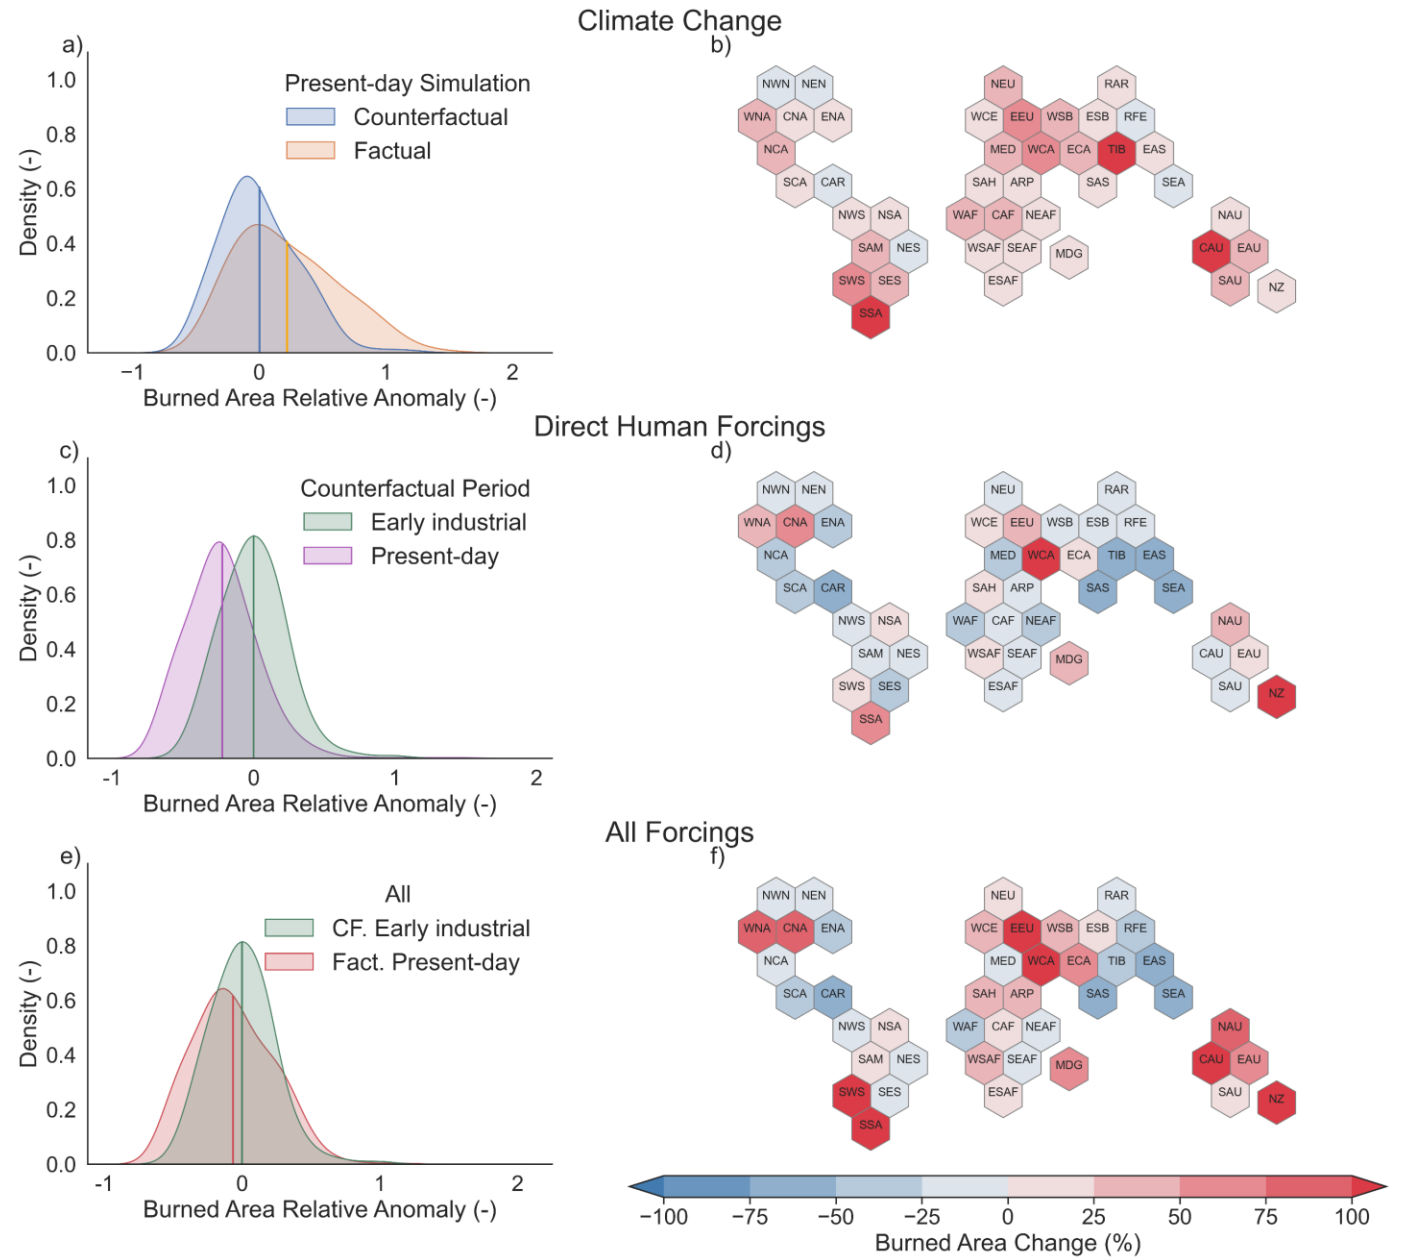 Climate Change
a)
b)
Present-day Simulation
Counterfactual
Factual
Density (-)
1.0
0.8
0.6
0.4
0.2
0.0
−1 0 1 2
Burned Area Relative Anomaly (-)
NWN NEN
WNA CNA ENA
NCA
SCA CAR
NWS NSA
SAM NES
SWS SES
SSA
NEU RAR
WCE EEU WSB ESB RFE
MED WCA ECA TIB EAS
SAH ARP SAS SEA
WAF CAF NEAF
WSAF SEAF MDG
ESAF
NAU
CAU EAU
SAU NZ
Direct Human Forcings
c)
d)
Counterfactual Period
Early industrial
Present-day
Density (-)
1.0
0.8
0.6
0.4
0.2
0.0
-1 0 1 2
Burned Area Relative Anomaly (-)
NWN NEN
WNA CNA ENA
NCA
SCA CAR
NWS NSA
SAM NES
SWS SES
SSA
NEU RAR
WCE EEU WSB ESB RFE
MED WCA ECA TIB EAS
SAH ARP SAS SEA
WAF CAF NEAF
WSAF SEAF MDG
ESAF
NAU
CAU EAU
SAU NZ
All Forcings
e)
f)
All
CF. Early industrial
Fact. Present-day
Density (-)
1.0
0.8
0.6
0.4
0.2
0.0
-1 0 1 2
Burned Area Relative Anomaly (-)
NWN NEN
WNA CNA ENA
NCA
SCA CAR
NWS NSA
SAM NES
SWS SES
SSA
NEU RAR
WCE EEU WSB ESB RFE
MED WCA ECA TIB EAS
SAH ARP SAS SEA
WAF CAF NEAF
WSAF SEAF MDG
ESAF
NAU
CAU EAU
SAU NZ
−100 −75 −50 −25 0 25 50 75 100
Burned Area Change (%)